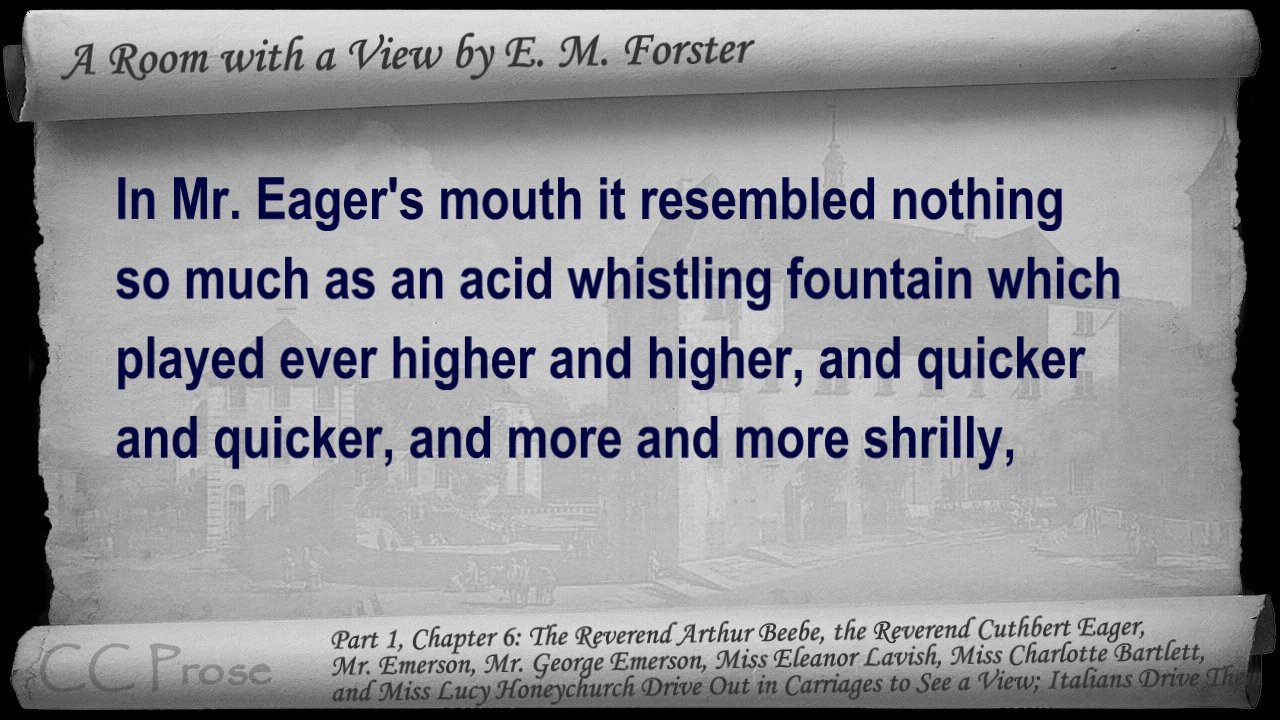 A Room with a View by E. M. Forster
In Mr. Eager's mouth it resembled nothing
so much as an acid whistling fountain which
played ever higher and higher, and quicker
and quicker, and more and more shrilly,
CC Prose
Part 1, Chapter 6: The Reverend Arthur Beebe, the Reverend Cuthbert Eager,
Mr. Emerson, Mr. George Emerson, Miss Eleanor Lavish, Miss Charlotte Bartlett,
and Miss Lucy Honeychurch Drive Out in Carriages to See a View; Italians Drive